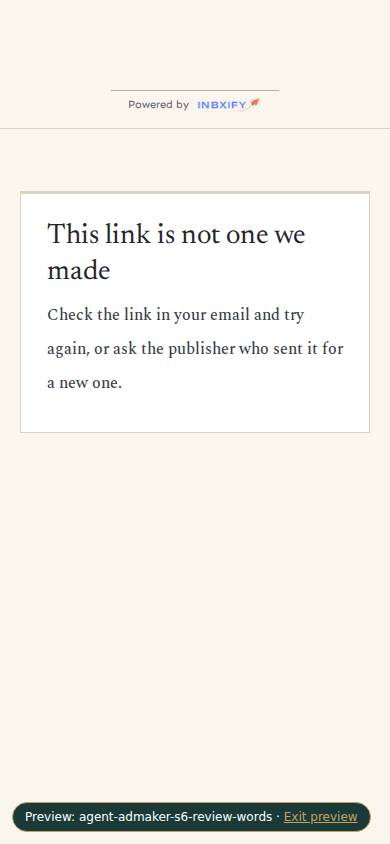 Powered by INBXIFY
This link is not one we
made
Check the link in your email and try
again, or ask the publisher who sent it for
a new one.
Preview: agent-admaker-s6-review-words · Exit preview